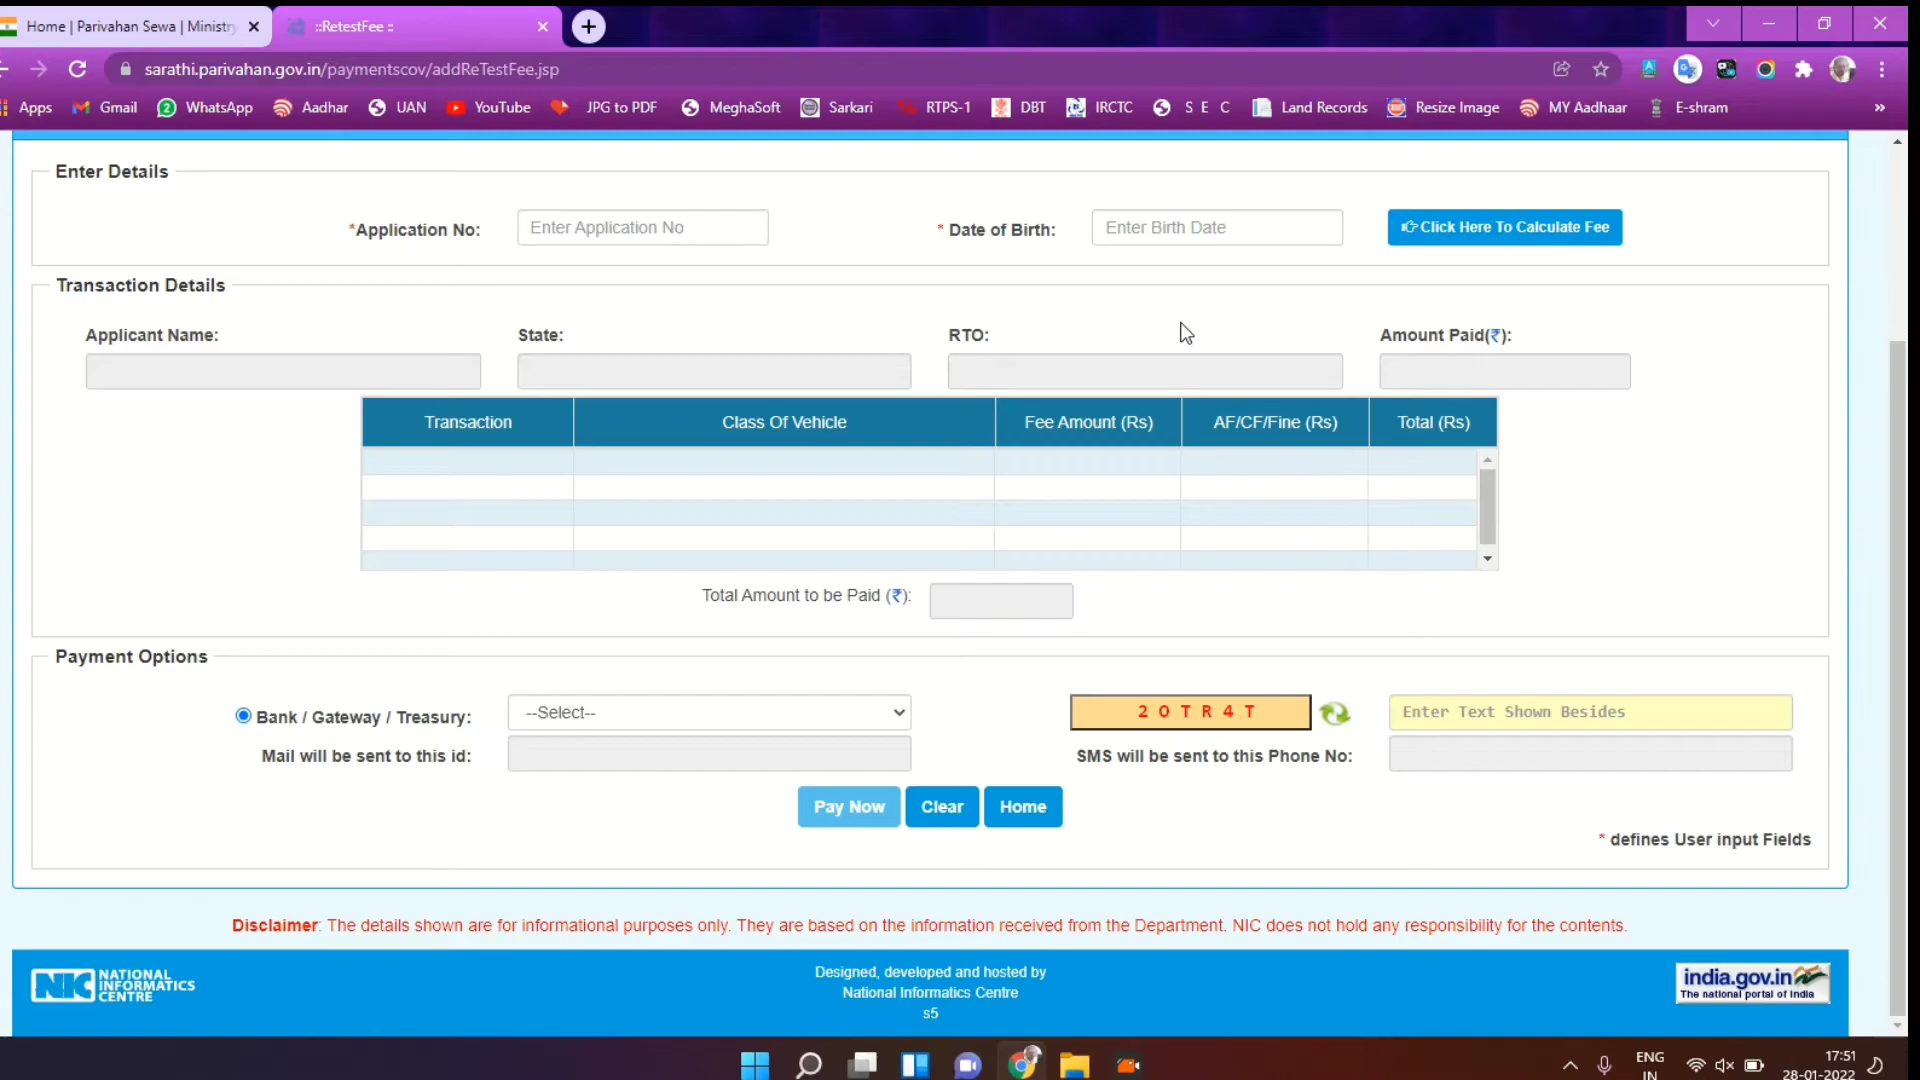 Home | Parivahan Sewa | Ministry
::RetestFee ::
sarathi.parivahan.gov.in/paymentscov/addReTestFee.jsp
Apps Gmail WhatsApp Aadhar UAN YouTube JPG to PDF MeghaSoft Sarkari RTPS-1 DBT IRCTC S E C Land Records Resize Image MY Aadhaar E-shram »
Enter Details
*Application No: Enter Application No * Date of Birth: Enter Birth Date Click Here To Calculate Fee
Transaction Details
Applicant Name: State: RTO: Amount Paid(₹):
Transaction Class Of Vehicle Fee Amount (Rs) AF/CF/Fine (Rs) Total (Rs)
Total Amount to be Paid (₹):
Payment Options
Bank / Gateway / Treasury: --Select-- 2 O T R 4 T Enter Text Shown Besides
Mail will be sent to this id: SMS will be sent to this Phone No:
Pay Now Clear Home
* defines User input Fields
Disclaimer: The details shown are for informational purposes only. They are based on the information received from the Department. NIC does not hold any responsibility for the contents.
NIC NATIONAL INFORMATICS CENTRE
Designed, developed and hosted by
National Informatics Centre
s5
india.gov.in
The national portal of India
ENG
IN
17:51
28-01-2022